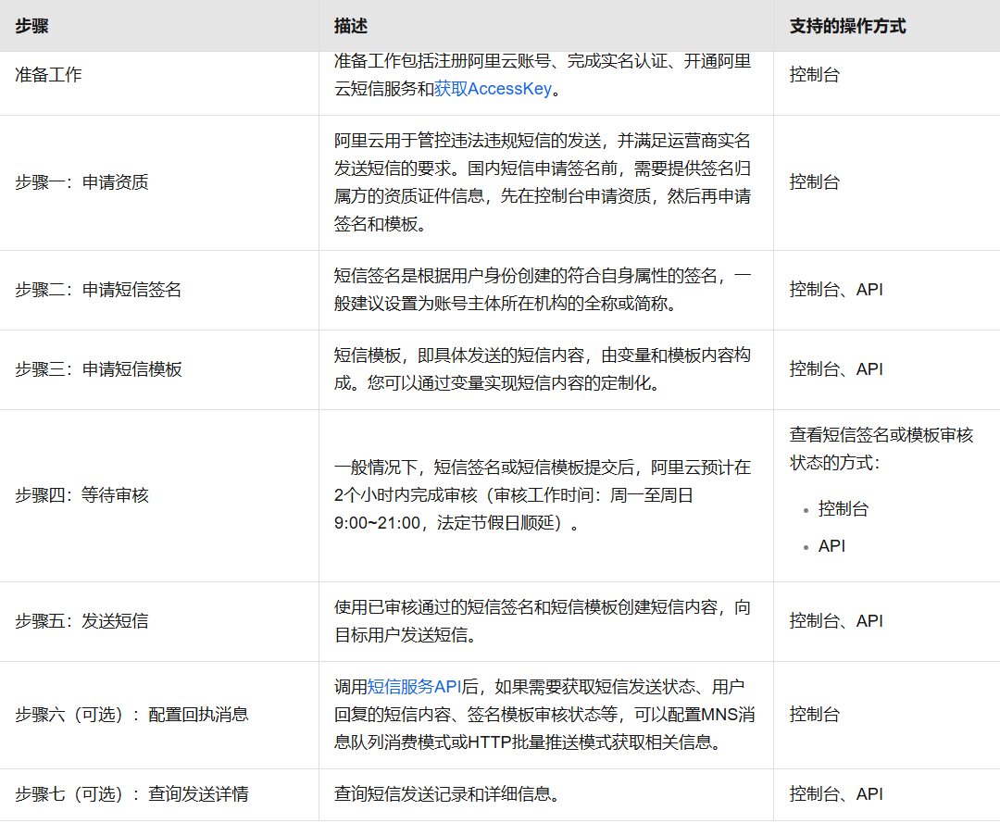 步骤
描述
支持的操作方式
准备工作
准备工作包括注册阿里云账号、完成实名认证、开通阿里
云短信服务和获取AccessKey。
控制台
步骤一：申请资质
阿里云用于管控违法违规短信的发送，并满足运营商实名
发送短信的要求。国内短信申请签名前，需要提供签名归
属方的资质证件信息，先在控制台申请资质，然后再申请
签名和模板。
控制台
步骤二：申请短信签名
短信签名是根据用户身份创建的符合自身属性的签名，一
般建议设置为账号主体所在机构的全称或简称。
控制台、API
步骤三：申请短信模板
短信模板，即具体发送的短信内容，由变量和模板内容构
成。您可以通过变量实现短信内容的定制化。
控制台、API
步骤四：等待审核
一般情况下，短信签名或短信模板提交后，阿里云预计在
2个小时内完成审核（审核工作时间：周一至周日
9:00~21:00，法定节假日顺延）。
查看短信签名或模板审核
状态的方式：
控制台
API
步骤五：发送短信
使用已审核通过的短信签名和短信模板创建短信内容，向
目标用户发送短信。
控制台、API
步骤六（可选）：配置回执消息
调用短信服务API后，如果需要获取短信发送状态、用户
回复的短信内容、签名模板审核状态等，可以配置MNS消
息队列消费模式或HTTP批量推送模式获取相关信息。
控制台
步骤七（可选）：查询发送详情
查询短信发送记录和详细信息。
控制台、API